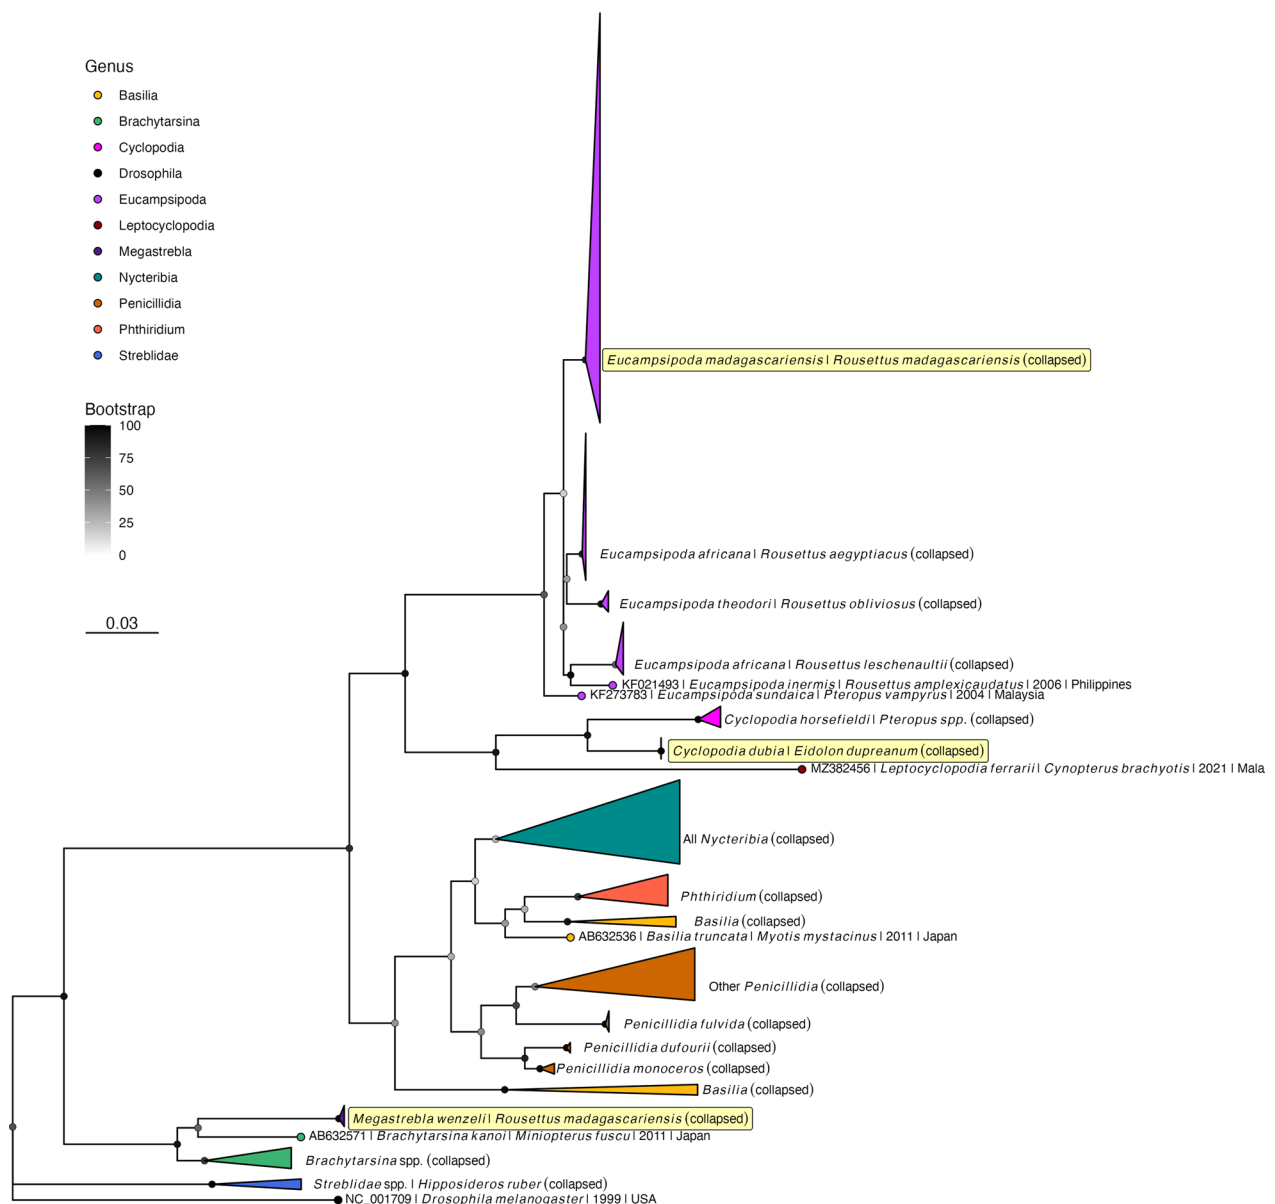 Genus
Basilia
Brachytarsina
Cyclopodia
Drosophila
Eucampsipoda
Leptocyclopodia
Megastrebla
Nycteribia
Penicillidia
Phthiridium
Streblidae
Bootstrap
100
75
50
25
0
0.03
Eucampsipoda madagascariensis | Rousettus madagascariensis (collapsed)
Eucampsipoda africana | Rousettus aegyptiacus (collapsed)
Eucampsipoda theodori | Rousettus obliviosus (collapsed)
Eucampsipoda africana | Rousettus leschenaultii (collapsed)
KF021493 | Eucampsipoda inermis | Rousettus amplexicaudatus | 2006 | Philippines
KF273783 | Eucampsipoda sundaica | Pteropus vampyrus | 2004 | Malaysia
Cyclopodia horsefieldi | Pteropus spp. (collapsed)
Cyclopodia dubia | Eidolon dupreanum (collapsed)
MZ382456 | Leptocyclopodia ferrarii | Cynopterus brachyotis | 2021 | Mala
All Nycteribia (collapsed)
Phthiridium (collapsed)
Basilia (collapsed)
AB632536 | Basilia truncata | Myotis mystacinus | 2011 | Japan
Other Penicillidia (collapsed)
Penicillidia fulvida (collapsed)
Penicillidia dufourii (collapsed)
Penicillidia monoceros (collapsed)
Basilia (collapsed)
Megastrebla wenzeli | Rousettus madagascariensis (collapsed)
AB632571 | Brachytarsina kanoi | Miniopterus fuscu | 2011 | Japan
Brachytarsina spp. (collapsed)
Streblidae spp. | Hipposideros ruber (collapsed)
NC_001709 | Drosophila melanogaster | 1999 | USA